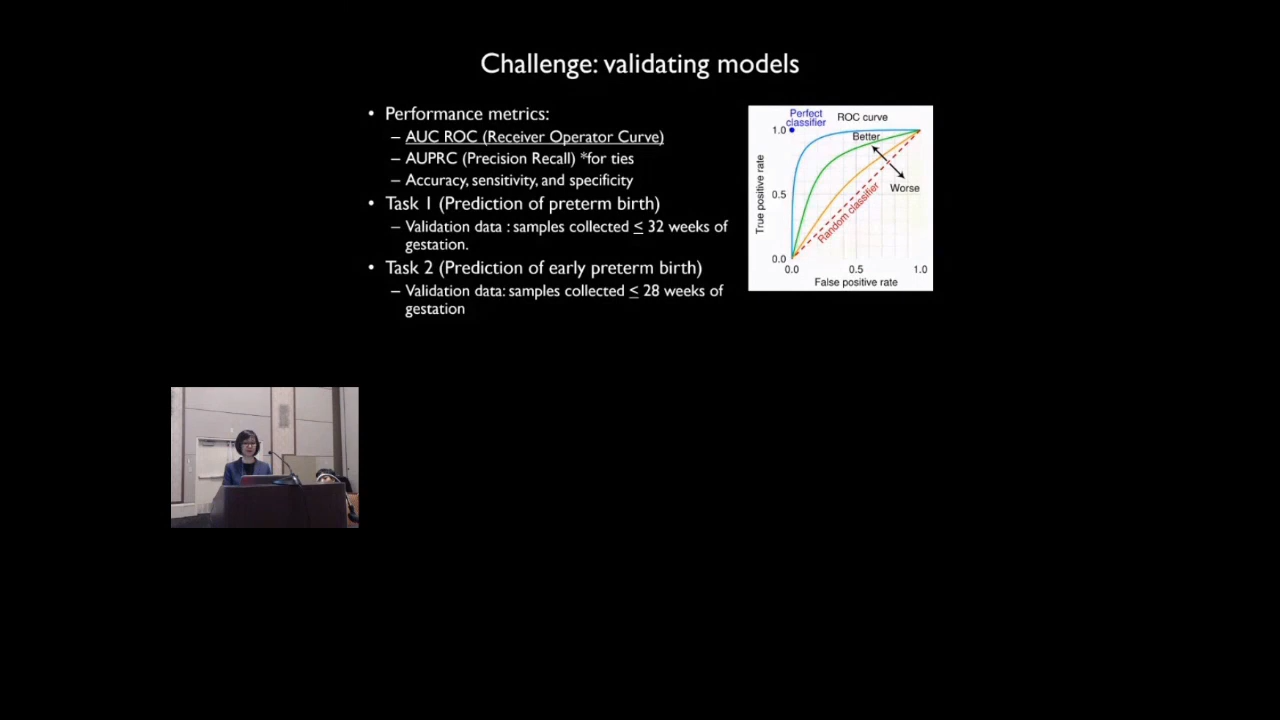 Challenge: validating models
• Performance metrics:
– AUC ROC (Receiver Operator Curve)
– AUPRC (Precision Recall) *for ties
– Accuracy, sensitivity, and specificity
• Task 1 (Prediction of preterm birth)
– Validation data : samples collected ≤ 32 weeks of
gestation.
• Task 2 (Prediction of early preterm birth)
– Validation data: samples collected ≤ 28 weeks of
gestation
Perfect
classifier
ROC curve
1.0
Better
Worse
0.5
Random classifier
0.0
True positive rate
0.0 0.5 1.0
False positive rate